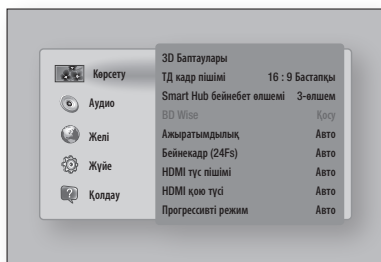 Көрсету
Аудио
Желі
Жүйе
Қолдау
3D Баптаулары
ТД кадр пішімі 16 : 9 Бастапқы
Smart Hub бейнебет өлшемі 3-өлшем
BD Wise Қосу
Ажыратымдылық Авто
Бейнекадр (24Fs) Авто
HDMI түс пішімі Авто
HDMI қою түсі Авто
Прогрессивті режим Авто